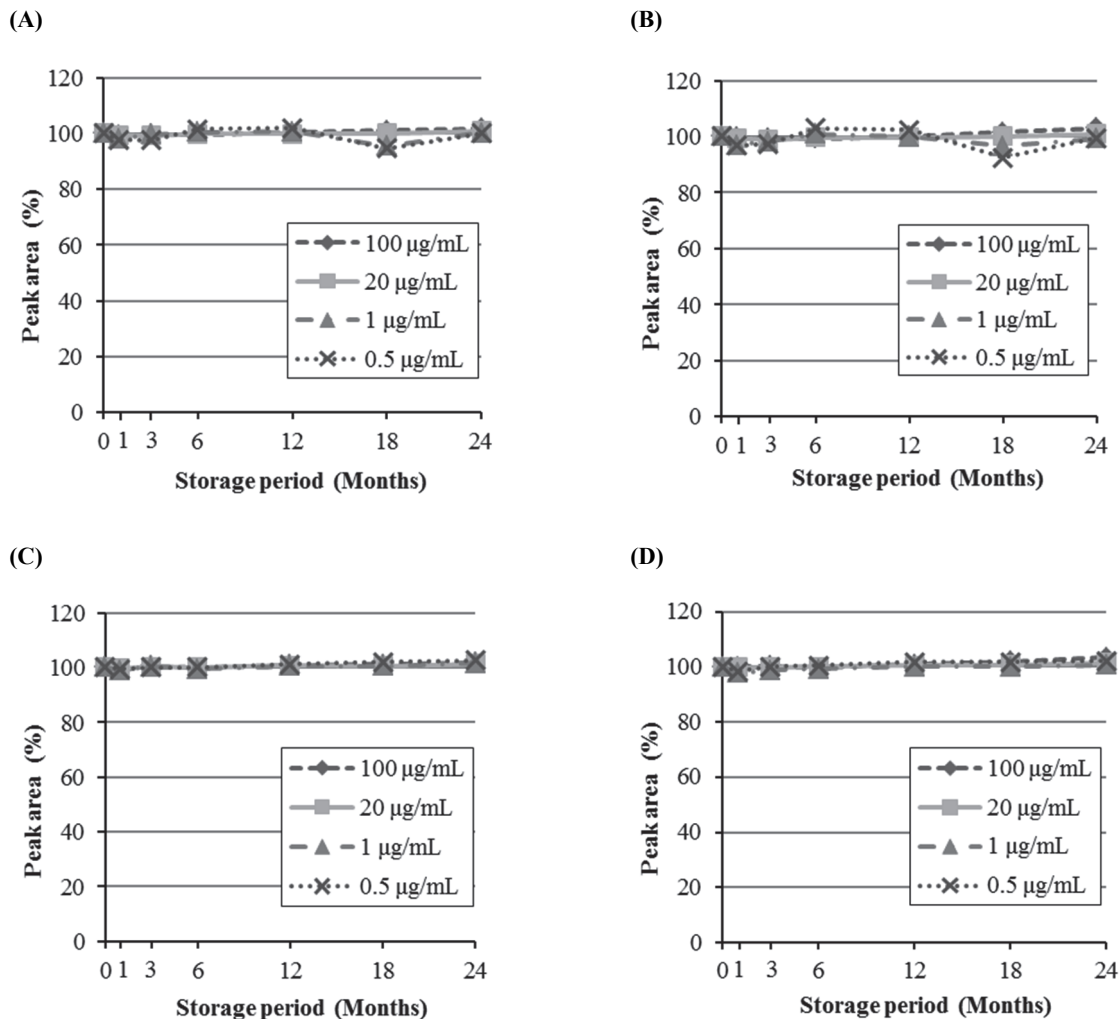 (A)
120
100
80
60
40
20
0
Peak area (%)
100 µg/mL
20 µg/mL
1 µg/mL
0.5 µg/mL
0 1 3 6 12 18 24
Storage period (Months)
(B)
120
100
80
60
40
20
0
Peak area (%)
100 µg/mL
20 µg/mL
1 µg/mL
0.5 µg/mL
0 1 3 6 12 18 24
Storage period (Months)
(C)
120
100
80
60
40
20
0
Peak area (%)
100 µg/mL
20 µg/mL
1 µg/mL
0.5 µg/mL
0 1 3 6 12 18 24
Storage period (Months)
(D)
120
100
80
60
40
20
0
Peak area (%)
100 µg/mL
20 µg/mL
1 µg/mL
0.5 µg/mL
0 1 3 6 12 18 24
Storage period (Months)